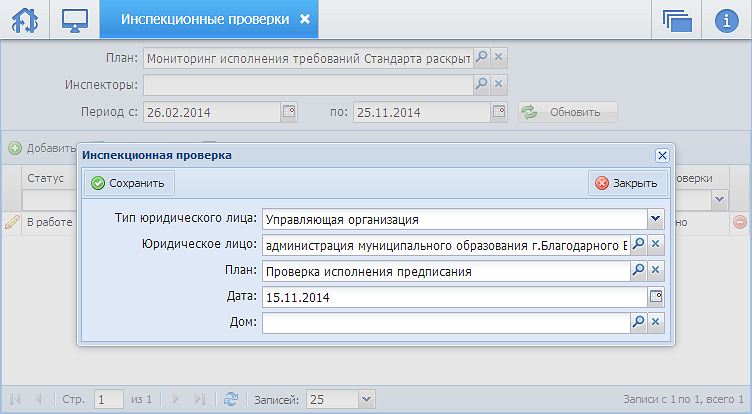 Инспекционные проверки
План: Мониторинг исполнения требований Стандарта раскрыт
Инспекторы:
Период с: 26.02.2014 по: 25.11.2014 Обновить
Добавить
Инспекционная проверка
Сохранить Закрыть
Статус
Тип юридического лица: Управляющая организация
Юридическое лицо: администрация муниципального образования г.Благодарного
План: Проверка исполнения предписания
Дата: 15.11.2014
Дом:
оверки
В работе
но
Стр. 1 из 1 Записей: 25 Записи с 1 по 1, всего 1